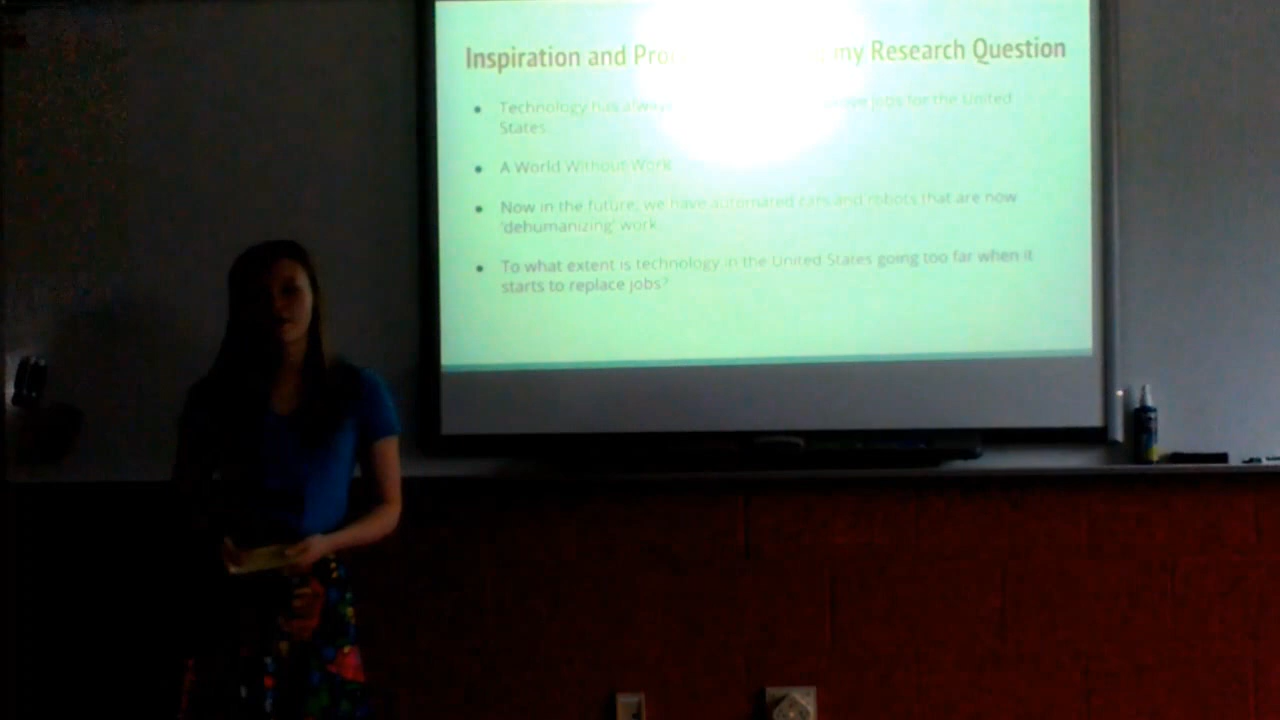 Inspiration and my Research Question
Technology has jobs for the United
States
A World Without Work
Now in the future, we have automated cars and robots that are now
'dehumanizing' work
To what extent is technology in the United States going too far when it
starts to replace jobs?